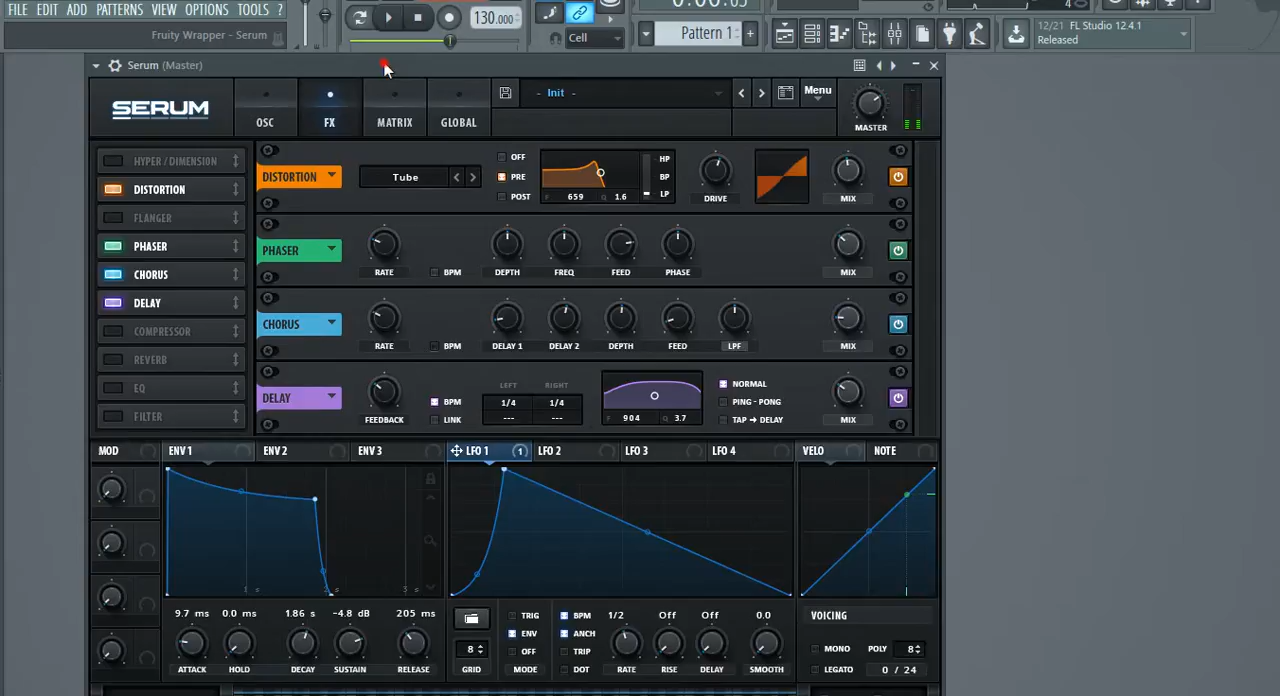 FILE EDIT ADD PATTERNS VIEW OPTIONS TOOLS ?
130.000
Fruity Wrapper - Serum
Cell
Pattern 1
12/21 FL Studio 12.4.1
Released
Serum (Master)
SERUM
OSC
FX
MATRIX
GLOBAL
- Init -
Menu
MASTER
HYPER / DIMENSION
DISTORTION
FLANGER
PHASER
CHORUS
DELAY
COMPRESSOR
REVERB
EQ
FILTER
DISTORTION
Tube
OFF
PRE
POST
F 659 Q 1.6
HP
BP
LP
DRIVE
MIX
PHASER
RATE
BPM
DEPTH
FREQ
FEED
PHASE
MIX
CHORUS
RATE
BPM
DELAY 1
DELAY 2
DEPTH
FEED
LPF
MIX
DELAY
FEEDBACK
BPM
LINK
LEFT RIGHT
1/4 1/4
--- ---
F 904 Q 3.7
NORMAL
PING - PONG
TAP → DELAY
MIX
MOD
ENV 1
ENV 2
ENV 3
LFO 1
1
LFO 2
LFO 3
LFO 4
VELO
NOTE
9.7 ms 0.0 ms 1.86 s -4.8 dB 205 ms
ATTACK HOLD DECAY SUSTAIN RELEASE
8
GRID
TRIG
ENV
OFF
MODE
BPM
ANCH
TRIP
DOT
1/2 Off Off 0.0
RATE RISE DELAY SMOOTH
VOICING
MONO POLY 8
LEGATO 0 / 24